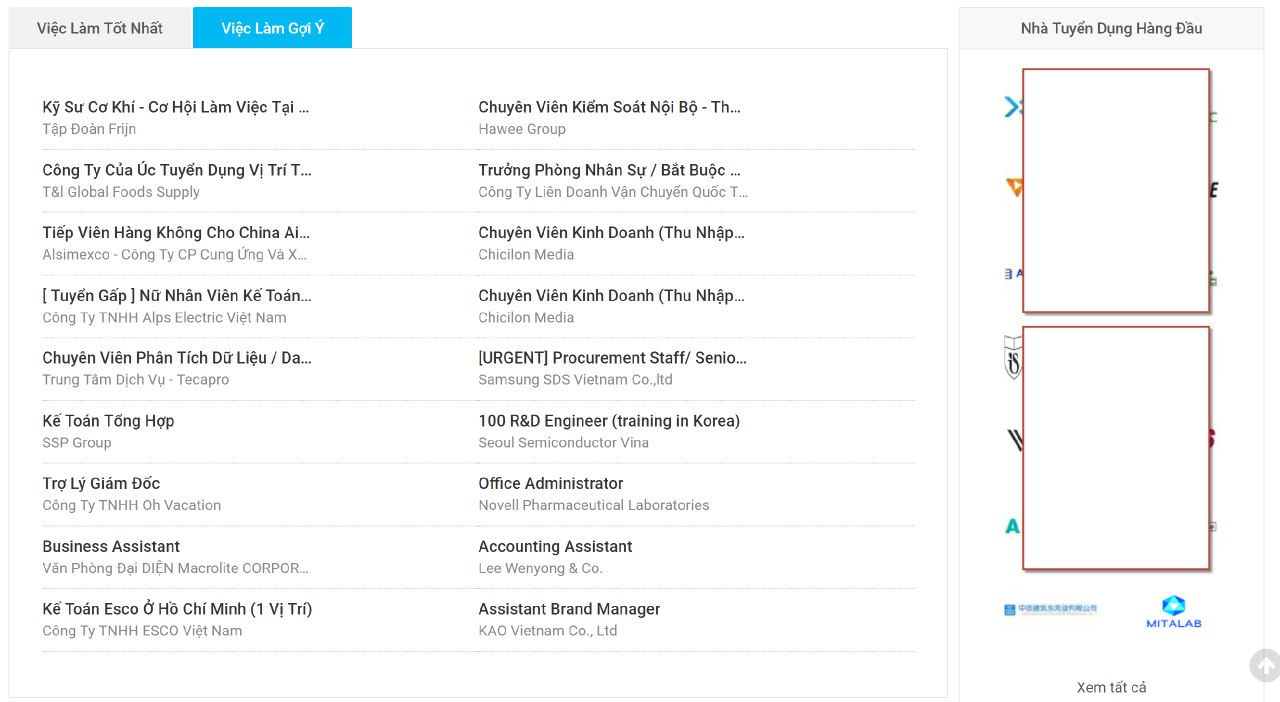 Việc Làm Tốt Nhất
Việc Làm Gợi Ý
Kỹ Sư Cơ Khí - Cơ Hội Làm Việc Tại ...
Tập Đoàn Frijn
Công Ty Của Úc Tuyển Dụng Vị Trí T...
T&I Global Foods Supply
Tiếp Viên Hàng Không Cho China Ai...
Alsimexco - Công Ty CP Cung Ứng Và X...
[ Tuyển Gấp ] Nữ Nhân Viên Kế Toán...
Công Ty TNHH Alps Electric Việt Nam
Chuyên Viên Phân Tích Dữ Liệu / Da...
Trung Tâm Dịch Vụ - Tecapro
Kế Toán Tổng Hợp
SSP Group
Trợ Lý Giám Đốc
Công Ty TNHH Oh Vacation
Business Assistant
Văn Phòng Đại DIỆN Macrolite CORPOR...
Kế Toán Esco Ở Hồ Chí Minh (1 Vị Trí)
Công Ty TNHH ESCO Việt Nam
Chuyên Viên Kiểm Soát Nội Bộ - Th...
Hawee Group
Trưởng Phòng Nhân Sự / Bắt Buộc ...
Công Ty Liên Doanh Vận Chuyển Quốc T...
Chuyên Viên Kinh Doanh (Thu Nhập...
Chicilon Media
Chuyên Viên Kinh Doanh (Thu Nhập...
Chicilon Media
[URGENT] Procurement Staff/ Senio...
Samsung SDS Vietnam Co.,ltd
100 R&D Engineer (training in Korea)
Seoul Semiconductor Vina
Office Administrator
Novell Pharmaceutical Laboratories
Accounting Assistant
Lee Wenyong & Co.
Assistant Brand Manager
KAO Vietnam Co., Ltd
Nhà Tuyển Dụng Hàng Đầu
MITALAB
Xem tất cả